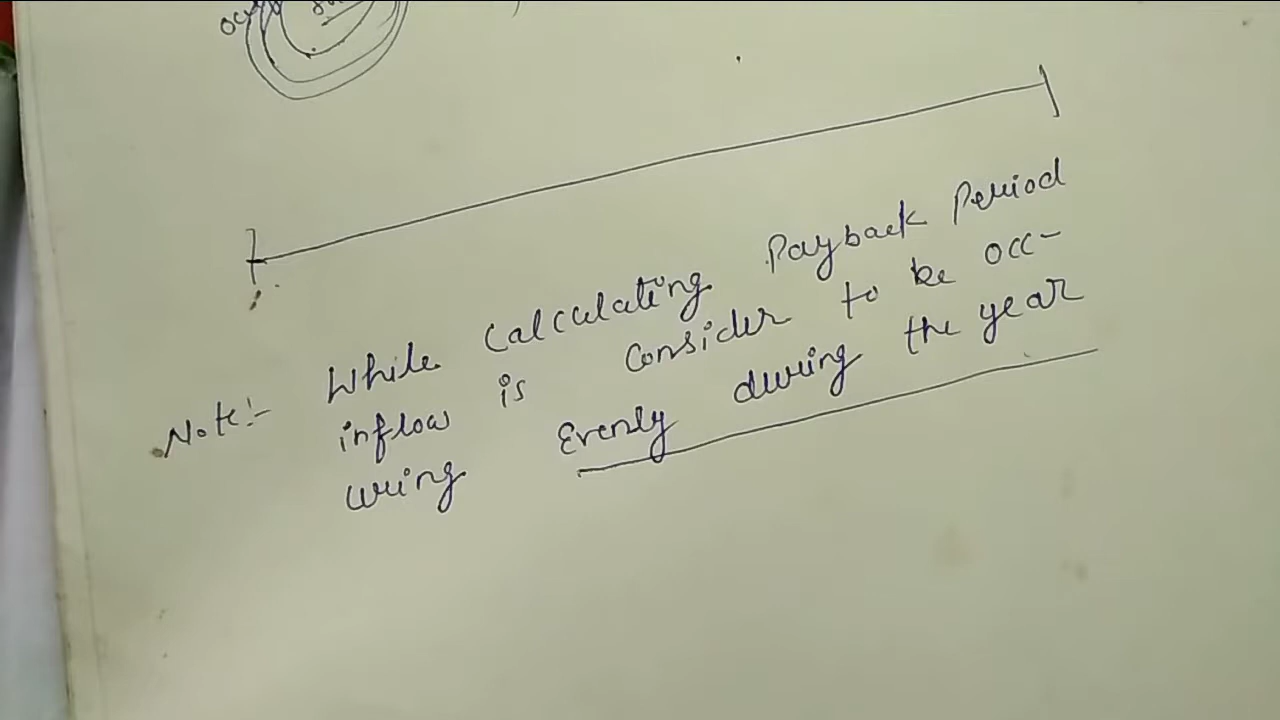 Note:- While Calculating Payback Period
inflow is Consider to be occ-
uring Evenly during the year